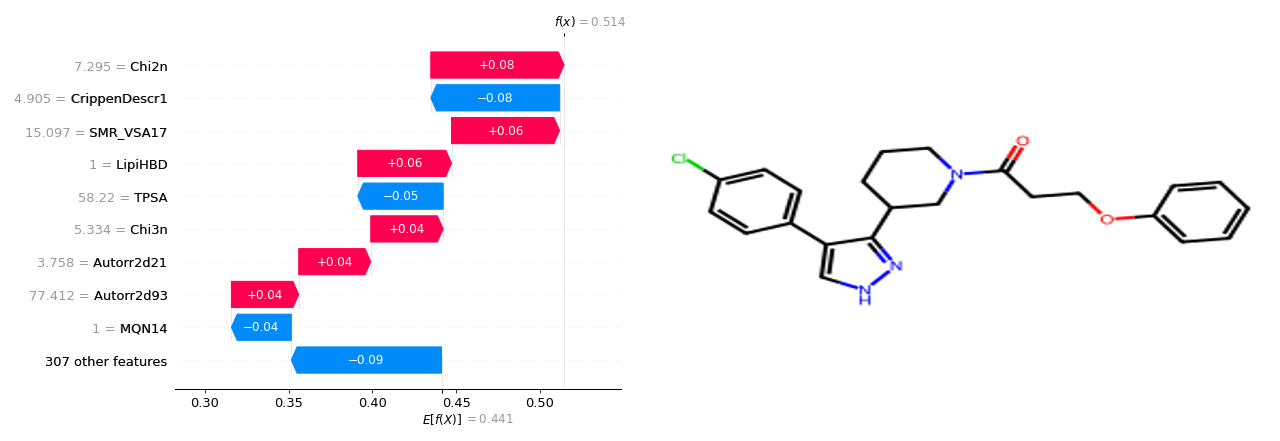 f(x) = 0.514
7.295 = Chi2n
+0.08
4.905 = CrippenDescr1
−0.08
15.097 = SMR_VSA17
+0.06
1 = LipiHBD
+0.06
58.22 = TPSA
−0.05
5.334 = Chi3n
+0.04
3.758 = Autorr2d21
+0.04
77.412 = Autorr2d93
+0.04
1 = MQN14
−0.04
307 other features
−0.09
0.30 0.35 0.40 0.45 0.50
E[f(X)] = 0.441
Cl
O
N
O
N
N
H